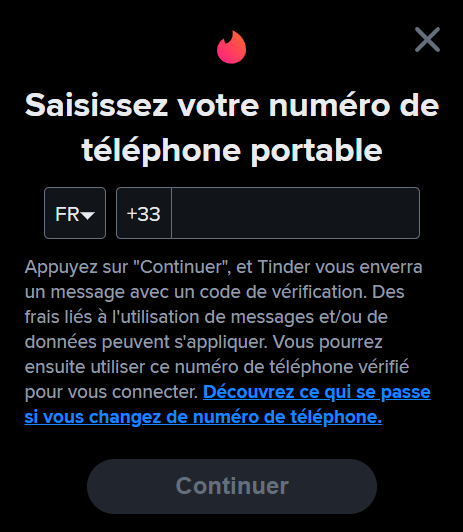 Saisissez votre numéro de
téléphone portable
FR +33
Appuyez sur "Continuer", et Tinder vous enverra
un message avec un code de vérification. Des
frais liés à l'utilisation de messages et/ou de
données peuvent s'appliquer. Vous pourrez
ensuite utiliser ce numéro de téléphone vérifié
pour vous connecter. Découvrez ce qui se passe
si vous changez de numéro de téléphone.
Continuer